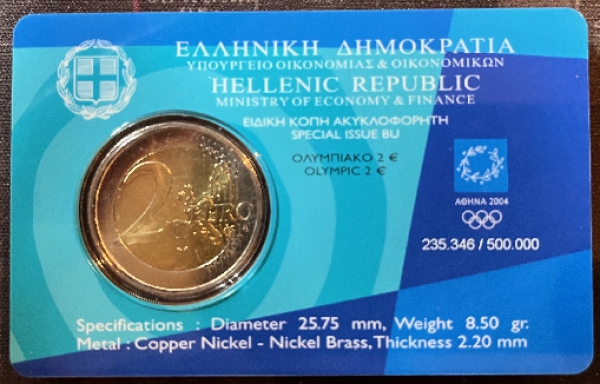 ΕΛΛΗΝΙΚΗ ΔΗΜΟΚΡΑΤΙΑ
ΥΠΟΥΡΓΕΙΟ ΟΙΚΟΝΟΜΙΑΣ & ΟΙΚΟΝΟΜΙΚΩΝ
HELLENIC REPUBLIC
MINISTRY OF ECONOMY & FINANCE
ΕΙΔΙΚΗ ΚΟΠΗ ΑΚΥΚΛΟΦΟΡΗΤΗ
SPECIAL ISSUE BU
ΟΛΥΜΠΙΑΚΟ 2 €
OLYMPIC 2 €
2 EURO
ΑΘΗΝΑ 2004
235.346 / 500.000
Specifications : Diameter 25.75 mm, Weight 8.50 gr.
Metal : Copper Nickel - Nickel Brass, Thickness 2.20 mm